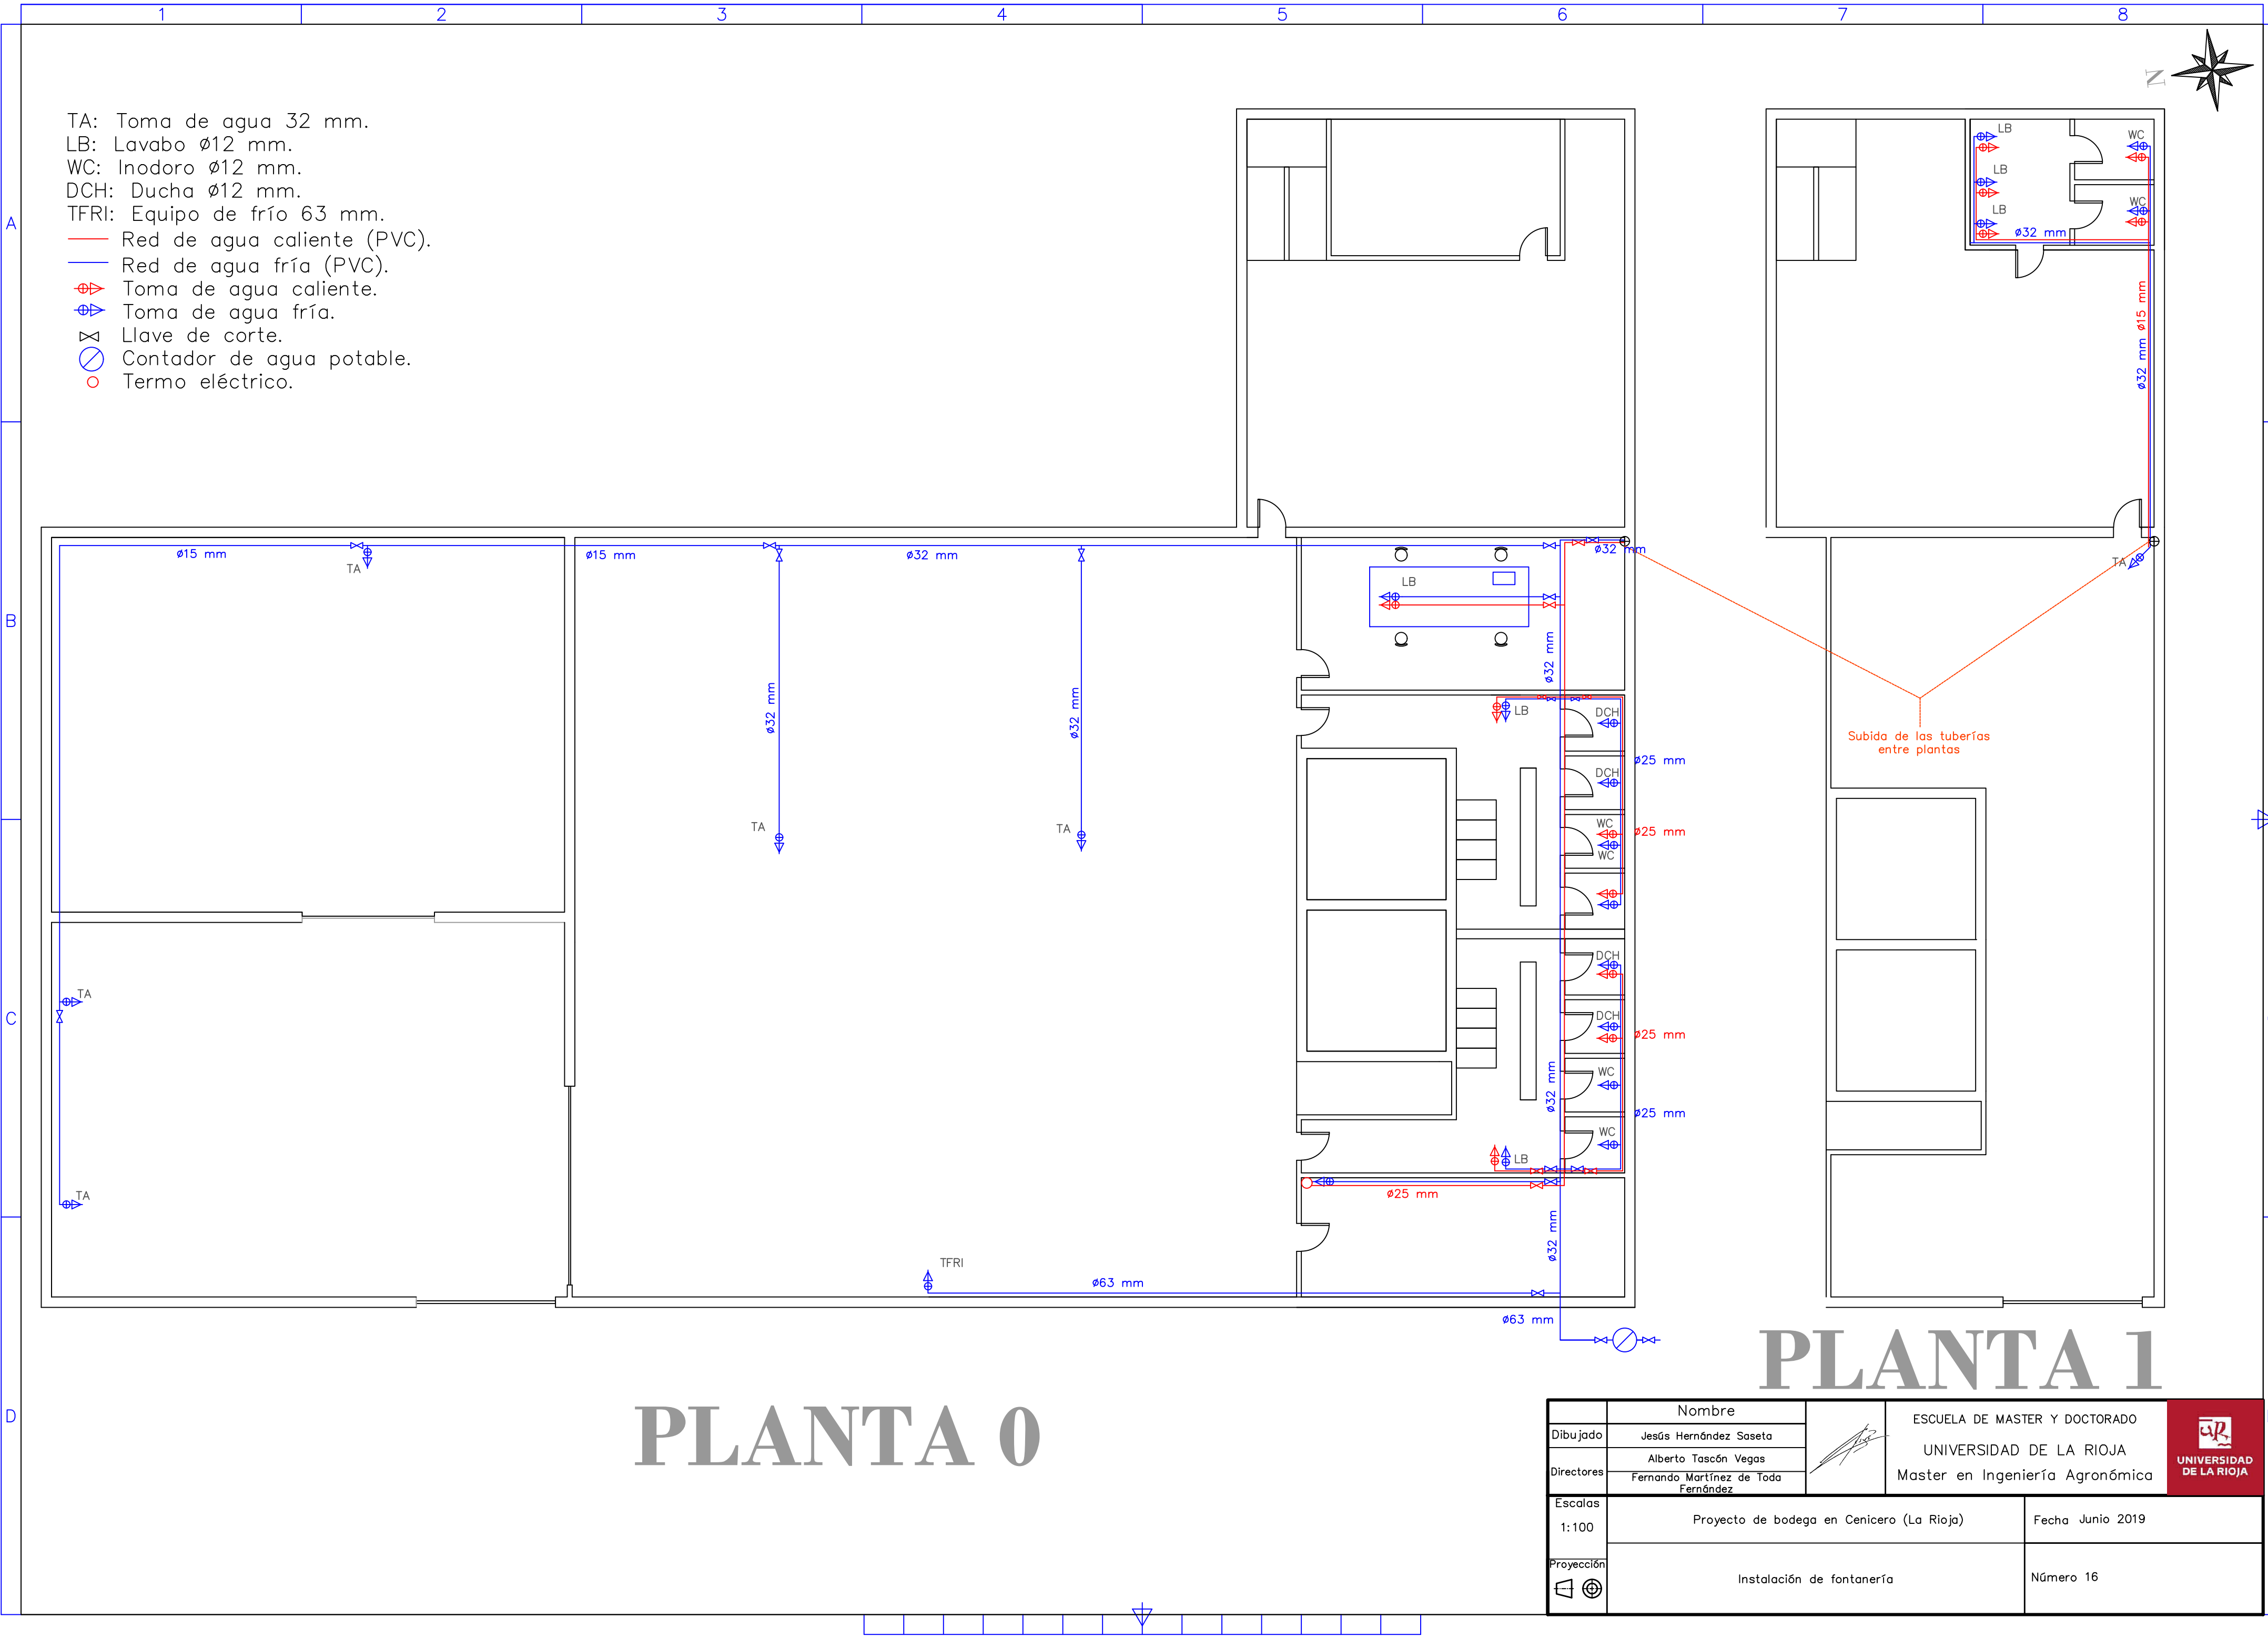 1 2 3 4 5 6 7 8
N
A
B
C
D
TA: Toma de agua 32 mm.
LB: Lavabo ø12 mm.
WC: Inodoro ø12 mm.
DCH: Ducha ø12 mm.
TFRI: Equipo de frío 63 mm.
Red de agua caliente (PVC).
Red de agua fría (PVC).
Toma de agua caliente.
Toma de agua fría.
Llave de corte.
Contador de agua potable.
Termo eléctrico.
ø15 mm
TA
ø15 mm
ø32 mm
ø32 mm
LB
ø32 mm
ø32 mm
ø32 mm
LB
DCH
ø25 mm
DCH
TA
TA
WC
ø25 mm
WC
DCH
TA
DCH
ø25 mm
WC
ø32 mm
ø25 mm
WC
LB
TA
ø25 mm
ø32 mm
TFRI
ø63 mm
ø63 mm
LB
WC
LB
WC
LB
ø32 mm
ø15 mm
ø32 mm
TA
Subida de las tuberías
entre plantas
PLANTA 0
PLANTA 1
Nombre
Dibujado
Jesús Hernández Saseta
Directores
Alberto Tascón Vegas
Fernando Martínez de Toda
Fernández
ESCUELA DE MASTER Y DOCTORADO
UNIVERSIDAD DE LA RIOJA
Master en Ingeniería Agronómica
UR
UNIVERSIDAD
DE LA RIOJA
Escalas
1:100
Proyecto de bodega en Cenicero (La Rioja)
Fecha Junio 2019
Proyección
Instalación de fontanería
Número 16